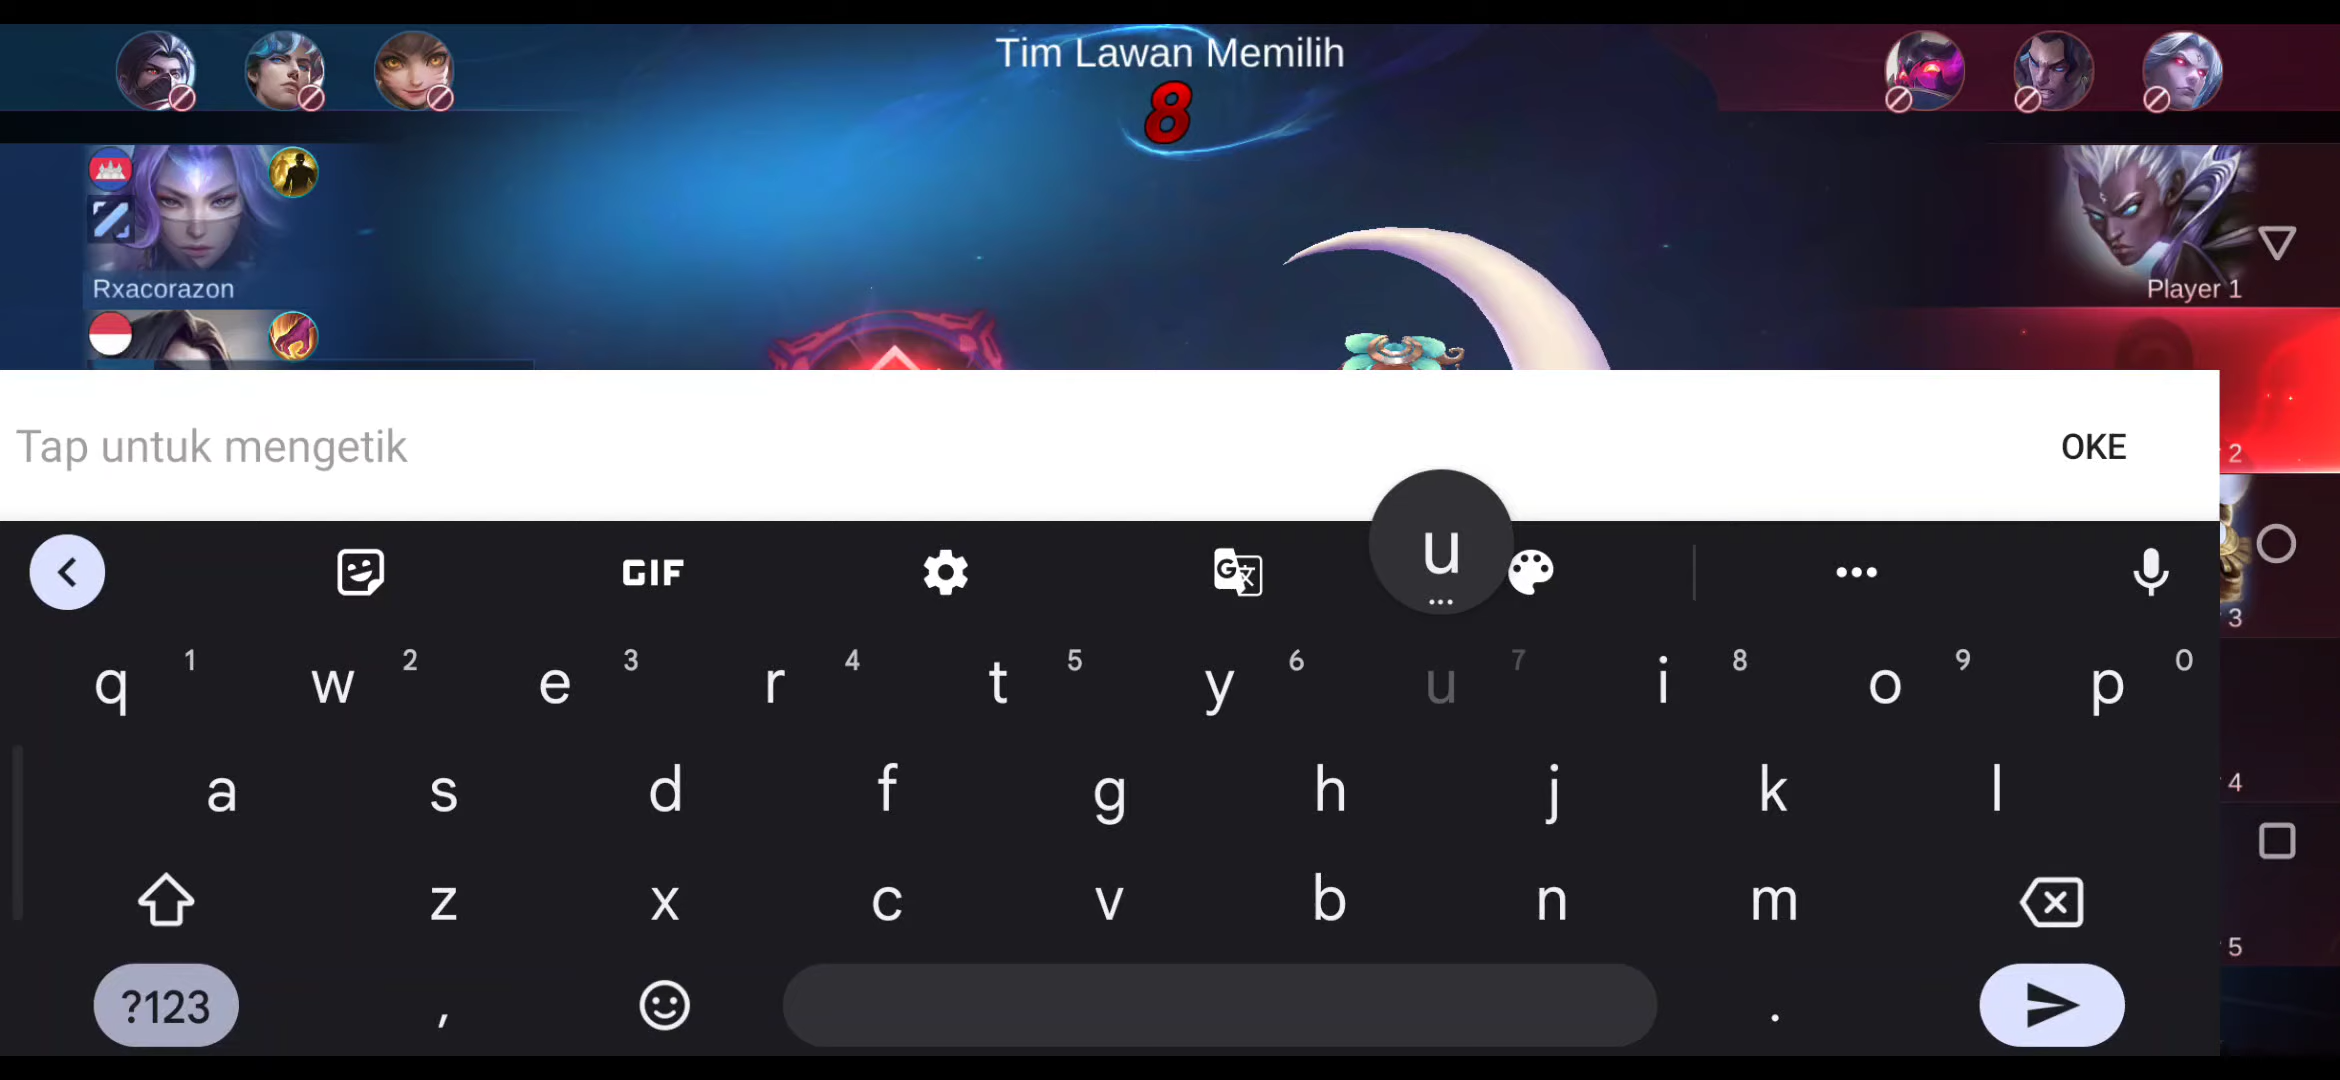 Tim Lawan Memilih
8
Rxacorazon
Player 1
Tap untuk mengetik
OKE
2
u
GIF
G
3
q 1 w 2 e 3 r 4 t 5 y 6 u 7 i 8 o 9 p 0
a s d f g h j k l
4
z x c v b n m
5
?123 , .